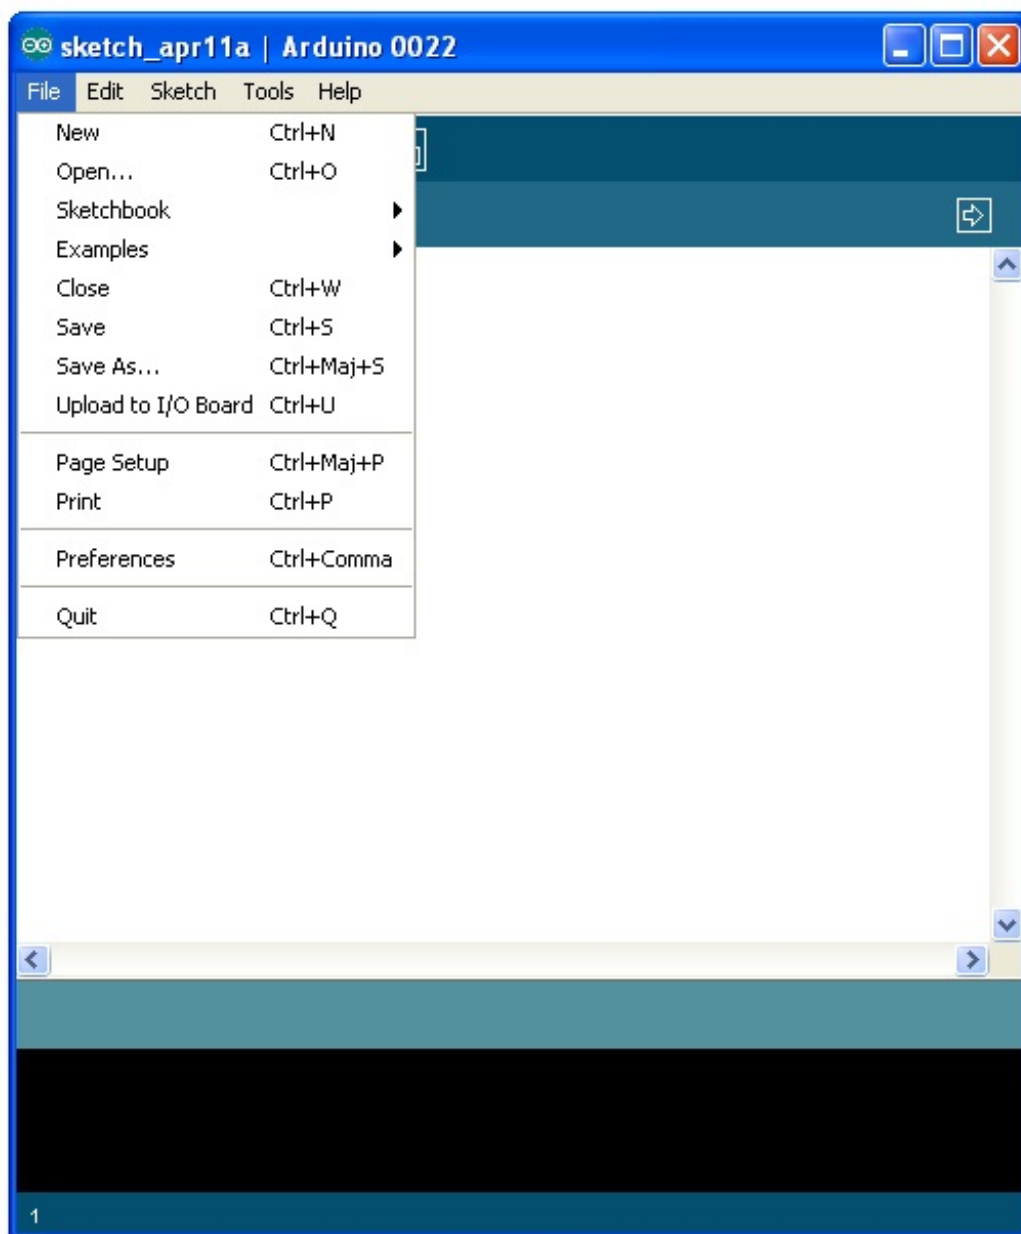 sketch_apr11a | Arduino 0022
File Edit Sketch Tools Help
New Ctrl+N
Open... Ctrl+O
Sketchbook
Examples
Close Ctrl+W
Save Ctrl+S
Save As... Ctrl+Maj+S
Upload to I/O Board Ctrl+U
Page Setup Ctrl+Maj+P
Print Ctrl+P
Preferences Ctrl+Comma
Quit Ctrl+Q
1